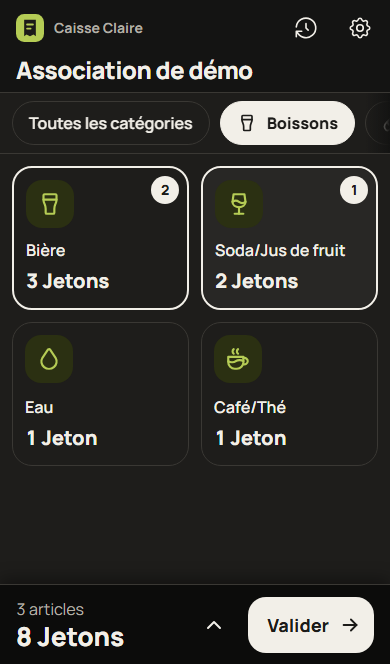 Caisse Claire
Association de démo
Toutes les catégories
Boissons
2
Bière
3 Jetons
1
Soda/Jus de fruit
2 Jetons
Eau
1 Jeton
Café/Thé
1 Jeton
3 articles
8 Jetons
Valider